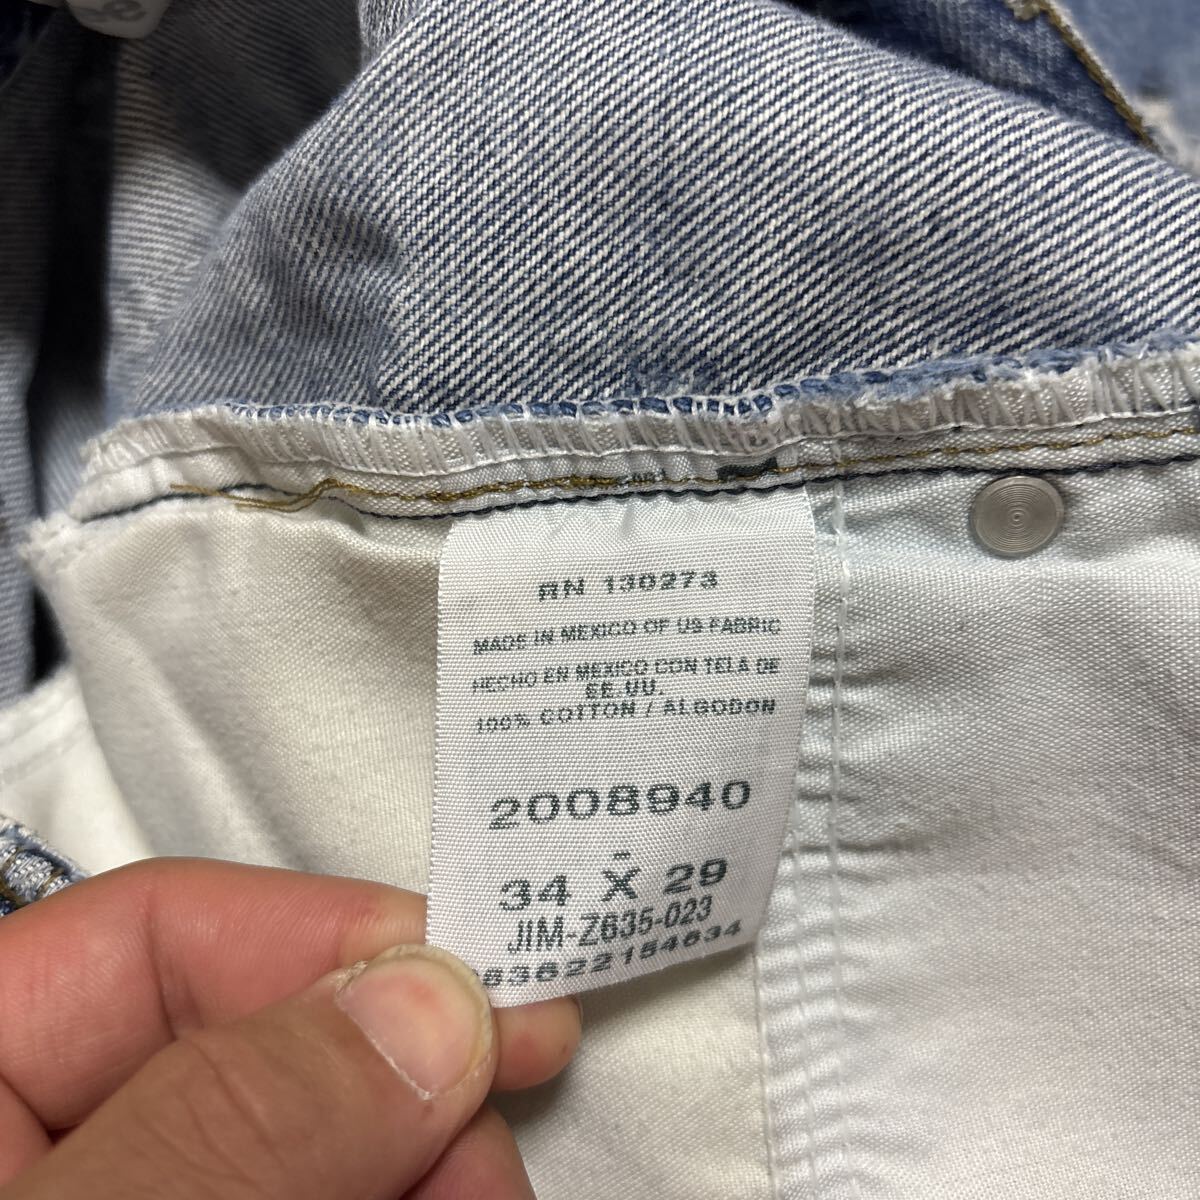 RN 130273
MADE IN MEXICO OF US FABRIC
HECHO EN MEXICO CON TELA DE
EE.UU.
100% COTTON / ALGODON
2008940
-
34 X 29
JIM-Z635-023
63622154634